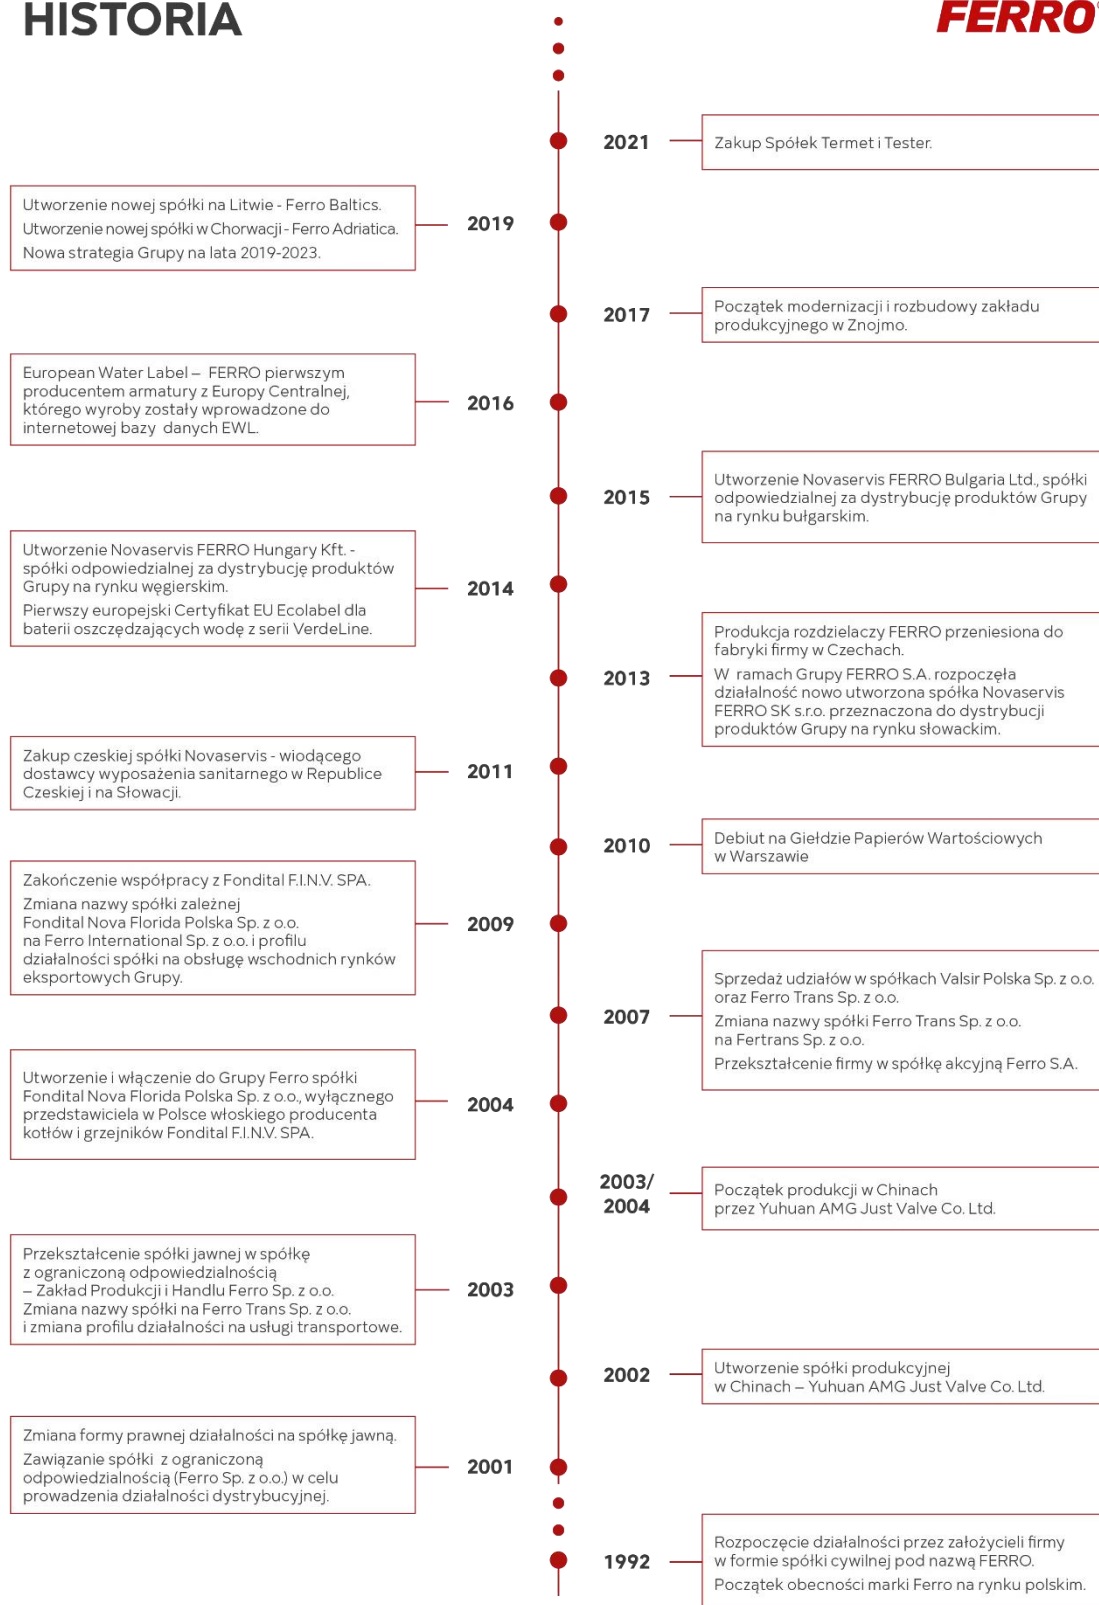 HISTORIA
FERRO
2021
Zakup Spółek Termet i Tester.
Utworzenie nowej spółki na Litwie - Ferro Baltics.
Utworzenie nowej spółki w Chorwacji - Ferro Adriatica.
Nowa strategia Grupy na lata 2019-2023.
2019
2017
Początek modernizacji i rozbudowy zakładu
produkcyjnego w Znojmo.
European Water Label – FERRO pierwszym
producentem armatury z Europy Centralnej,
którego wyroby zostały wprowadzone do
internetowej bazy danych EWL.
2016
2015
Utworzenie Novaservis FERRO Bulgaria Ltd., spółki
odpowiedzialnej za dystrybucję produktów Grupy
na rynku bułgarskim.
Utworzenie Novaservis FERRO Hungary Kft. -
spółki odpowiedzialnej za dystrybucję produktów
Grupy na rynku węgierskim.
Pierwszy europejski Certyfikat EU Ecolabel dla
baterii oszczędzających wodę z serii VerdeLine.
2014
2013
Produkcja rozdzielaczy FERRO przeniesiona do
fabryki firmy w Czechach.
W ramach Grupy FERRO S.A. rozpoczęła
działalność nowo utworzona spółka Novaservis
FERRO SK s.r.o. przeznaczona do dystrybucji
produktów Grupy na rynku słowackim.
Zakup czeskiej spółki Novaservis - wiodącego
dostawcy wyposażenia sanitarnego w Republice
Czeskiej i na Słowacji.
2011
2010
Debiut na Giełdzie Papierów Wartościowych
w Warszawie
Zakończenie współpracy z Fondital F.I.N.V. SPA.
Zmiana nazwy spółki zależnej
Fondital Nova Florida Polska Sp. z o.o.
na Ferro International Sp. z o.o. i profilu
działalności spółki na obsługę wschodnich rynków
eksportowych Grupy.
2009
2007
Sprzedaż udziałów w spółkach Valsir Polska Sp. z o.o.
oraz Ferro Trans Sp. z o.o.
Zmiana nazwy spółki Ferro Trans Sp. z o.o.
na Fertrans Sp. z o.o.
Przekształcenie firmy w spółkę akcyjną Ferro S.A.
Utworzenie i włączenie do Grupy Ferro spółki
Fondital Nova Florida Polska Sp. z o.o., wyłącznego
przedstawiciela w Polsce włoskiego producenta
kotłów i grzejników Fondital F.I.N.V. SPA.
2004
2003/
2004
Początek produkcji w Chinach
przez Yuhuan AMG Just Valve Co. Ltd.
Przekształcenie spółki jawnej w spółkę
z ograniczoną odpowiedzialnością
– Zakład Produkcji i Handlu Ferro Sp. z o.o.
Zmiana nazwy spółki na Ferro Trans Sp. z o.o.
i zmiana profilu działalności na usługi transportowe.
2003
2002
Utworzenie spółki produkcyjnej
w Chinach – Yuhuan AMG Just Valve Co. Ltd.
Zmiana formy prawnej działalności na spółkę jawną.
Zawiązanie spółki z ograniczoną
odpowiedzialnością (Ferro Sp. z o.o.) w celu
prowadzenia działalności dystrybucyjnej.
2001
1992
Rozpoczęcie działalności przez założycieli firmy
w formie spółki cywilnej pod nazwą FERRO.
Początek obecności marki Ferro na rynku polskim.